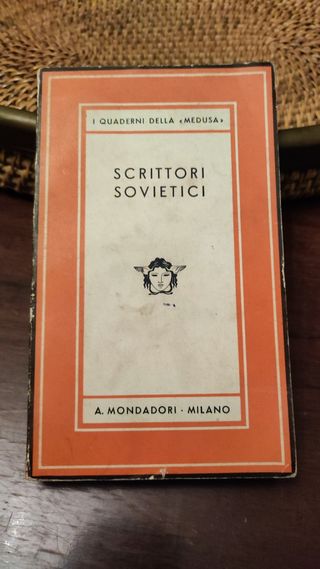 I QUADERNI DELLA «MEDUSA»
SCRITTORI
SOVIETICI
A. MONDADORI · MILANO